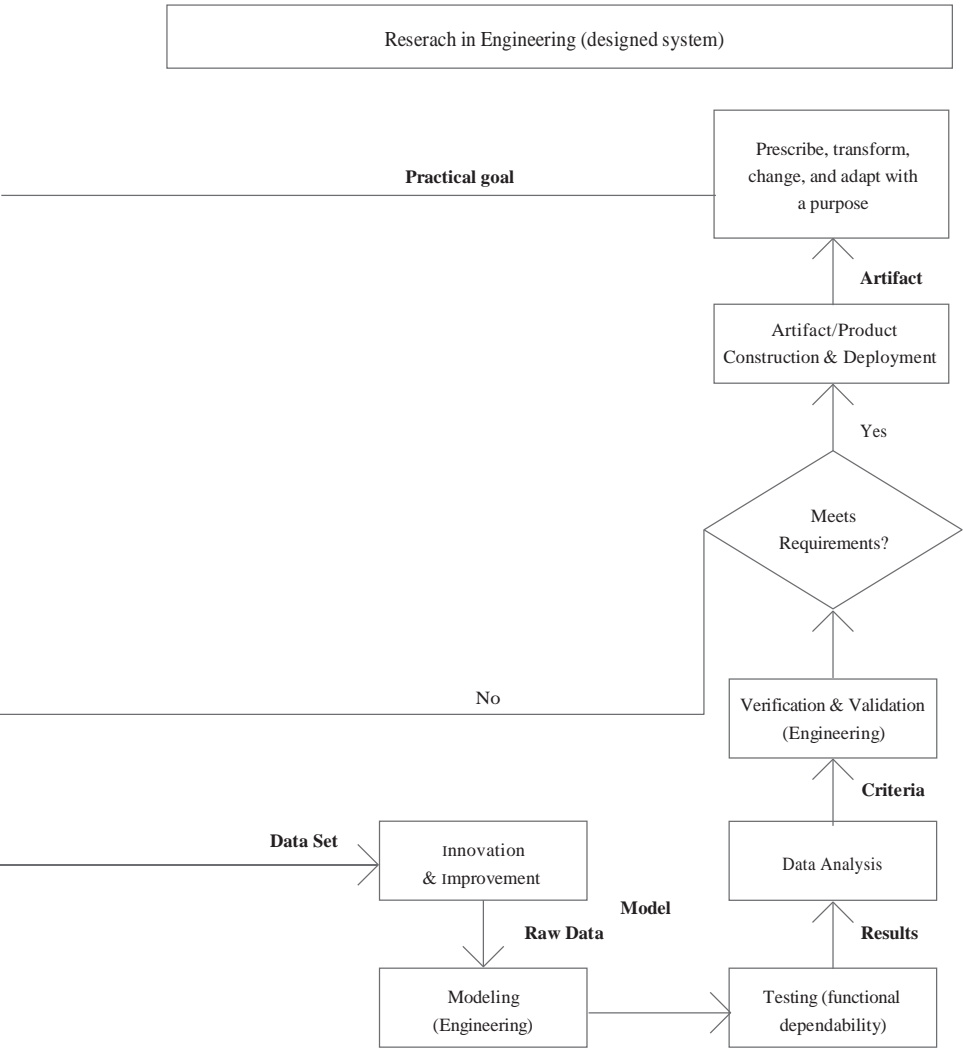 Reserach in Engineering (designed system)
Prescribe, transform,
change, and adapt with
a purpose
Practical goal
Artifact
Artifact/Product
Construction & Deployment
Yes
Meets
Requirements?
No
Verification & Validation
(Engineering)
Criteria
Data Set
Innovation
& Improvement
Data Analysis
Model
Raw Data
Results
Modeling
(Engineering)
Testing (functional
dependability)